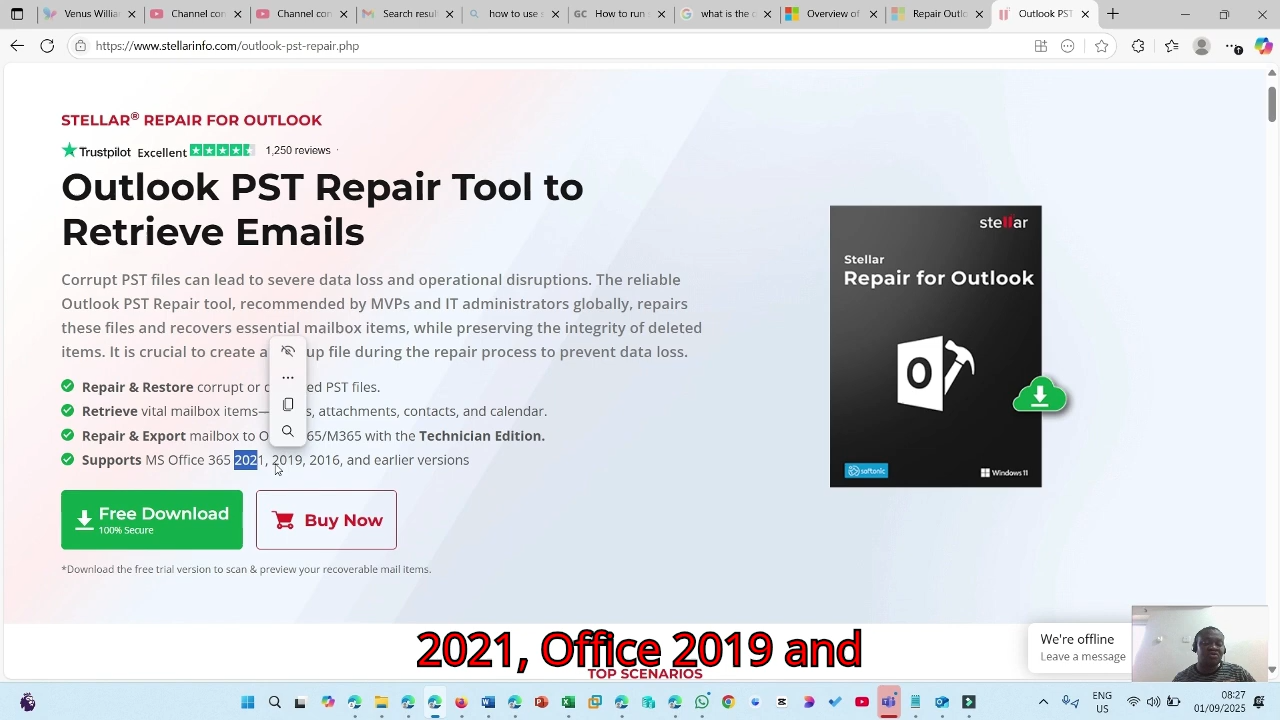 Search resul
how to use
GC How to run
what is the c
Overview o
Repair Outlo
Outlook PST
https://www.stellarinfo.com/outlook-pst-repair.php
STELLAR® REPAIR FOR OUTLOOK
Trustpilot Excellent 1,250 reviews
Outlook PST Repair Tool to
Retrieve Emails
Corrupt PST files can lead to severe data loss and operational disruptions. The reliable
Outlook PST Repair tool, recommended by MVPs and IT administrators globally, repairs
these files and recovers essential mailbox items, while preserving the integrity of deleted
items. It is crucial to create a up file during the repair process to prevent data loss.
Repair & Restore corrupt or d ed PST files.
Retrieve vital mailbox items— s, attachments, contacts, and calendar.
Repair & Export mailbox to O 65/M365 with the Technician Edition.
Supports MS Office 365 2021, 2019, 2016, and earlier versions
Free Download
100% Secure
Buy Now
*Download the free trial version to scan & preview your recoverable mail items.
stellar
Stellar
Repair for Outlook
O
softonic
Windows 11
2021, Office 2019 and
TOP SCENARIOS
We're offline
Leave a message
ENG
US
08:27
01/09/2025